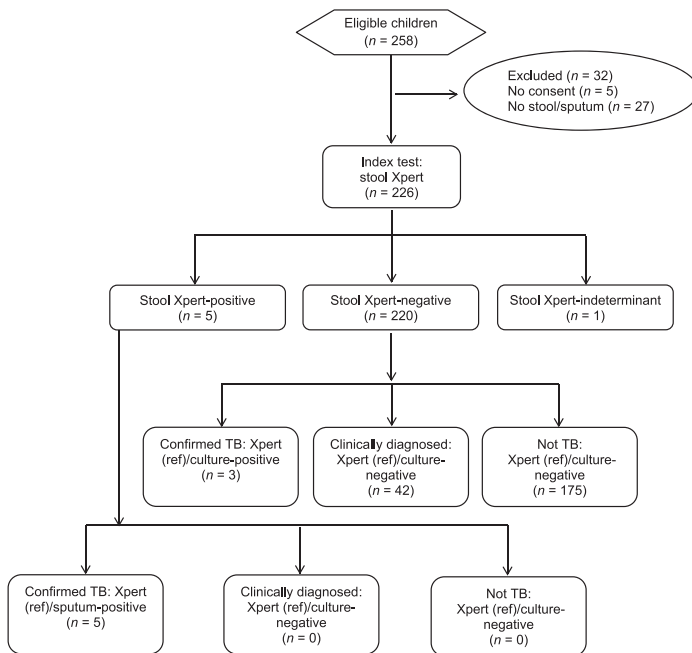 Eligible children
(n = 258)
Excluded (n = 32)
No consent (n = 5)
No stool/sputum (n = 27)
Index test:
stool Xpert
(n = 226)
Stool Xpert-positive
(n = 5)
Stool Xpert-negative
(n = 220)
Stool Xpert-indeterminant
(n = 1)
Confirmed TB: Xpert
(ref)/culture-positive
(n = 3)
Clinically diagnosed:
Xpert (ref)/culture-
negative
(n = 42)
Not TB:
Xpert (ref)/culture-
negative
(n = 175)
Confirmed TB: Xpert
(ref)/sputum-positive
(n = 5)
Clinically diagnosed:
Xpert (ref)/culture-
negative
(n = 0)
Not TB:
Xpert (ref)/culture-
negative
(n = 0)